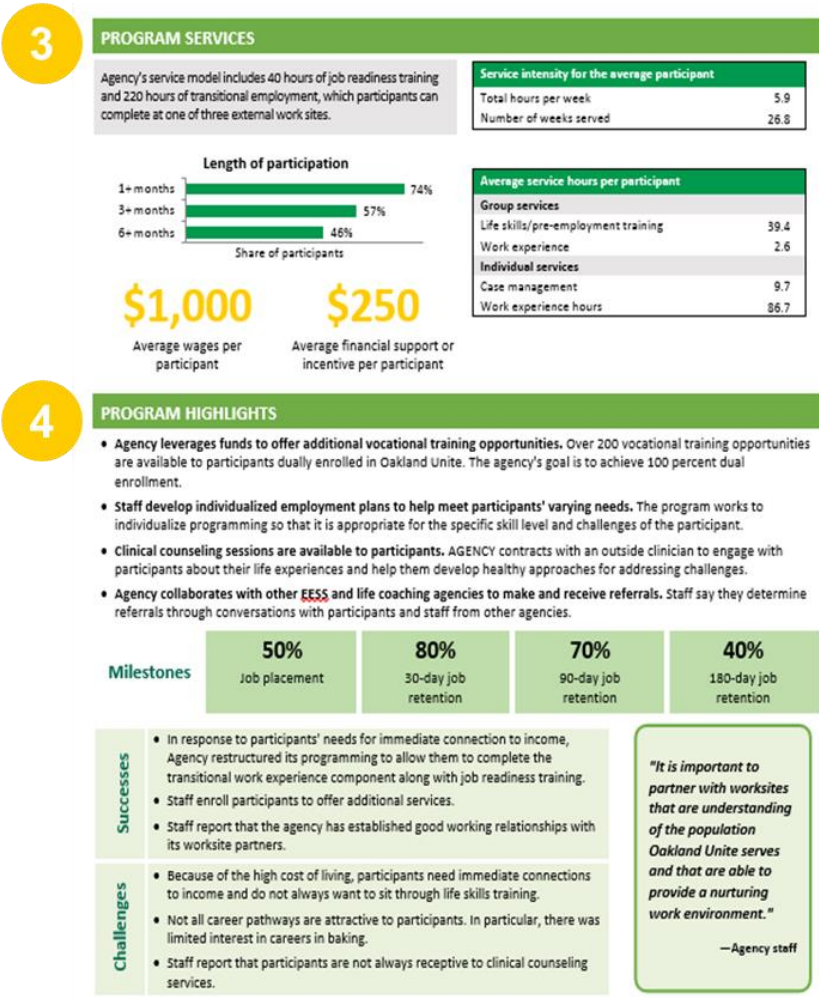 3
PROGRAM SERVICES
Agency's service model includes 40 hours of job readiness training
and 220 hours of transitional employment, which participants can
complete at one of three external work sites.
Service intensity for the average participant
Total hours per week 5.9
Number of weeks served 26.8
Length of participation
1+ months 74%
3+ months 57%
6+ months 46%
Share of participants
Average service hours per participant
Group services
Life skills/pre-employment training 39.4
Work experience 2.6
Individual services
Case management 9.7
Work experience hours 86.7
$1,000
Average wages per
participant
$250
Average financial support or
incentive per participant
4
PROGRAM HIGHLIGHTS
• Agency leverages funds to offer additional vocational training opportunities. Over 200 vocational training opportunities
are available to participants dually enrolled in Oakland Unite. The agency's goal is to achieve 100 percent dual
enrollment.
• Staff develop individualized employment plans to help meet participants' varying needs. The program works to
individualize programming so that it is appropriate for the specific skill level and challenges of the participant.
• Clinical counseling sessions are available to participants. AGENCY contracts with an outside clinician to engage with
participants about their life experiences and help them develop healthy approaches for addressing challenges.
• Agency collaborates with other EESS and life coaching agencies to make and receive referrals. Staff say they determine
referrals through conversations with participants and staff from other agencies.
Milestones
50%
Job placement
80%
30-day job
retention
70%
90-day job
retention
40%
180-day job
retention
Successes
• In response to participants' needs for immediate connection to income,
Agency restructured its programming to allow them to complete the
transitional work experience component along with job readiness training.
• Staff enroll participants to offer additional services.
• Staff report that the agency has established good working relationships with
its worksite partners.
Challenges
• Because of the high cost of living, participants need immediate connections
to income and do not always want to sit through life skills training.
• Not all career pathways are attractive to participants. In particular, there was
limited interest in careers in baking.
• Staff report that participants are not always receptive to clinical counseling
services.
"It is important to
partner with worksites
that are understanding
of the population
Oakland Unite serves
and that are able to
provide a nurturing
work environment."
—Agency staff